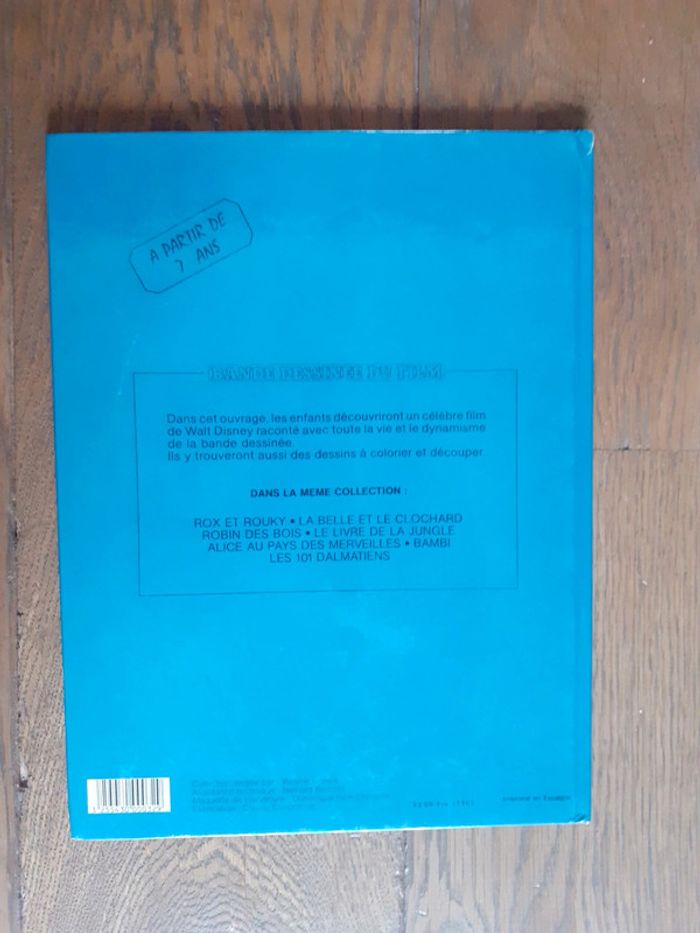 A PARTIR DE
7 ANS
BANDE DESSINEE DU FILM
Dans cet ouvrage, les enfants découvriront un célèbre film
de Walt Disney raconté avec toute la vie et le dynamisme
de la bande dessinée.
Ils y trouveront aussi des dessins à colorier et découper.
DANS LA MEME COLLECTION :
ROX ET ROUKY • LA BELLE ET LE CLOCHARD
ROBIN DES BOIS • LE LIVRE DE LA JUNGLE
ALICE AU PAYS DES MERVEILLES • BAMBI
LES 101 DALMATIENS
Imprimé en Espagne